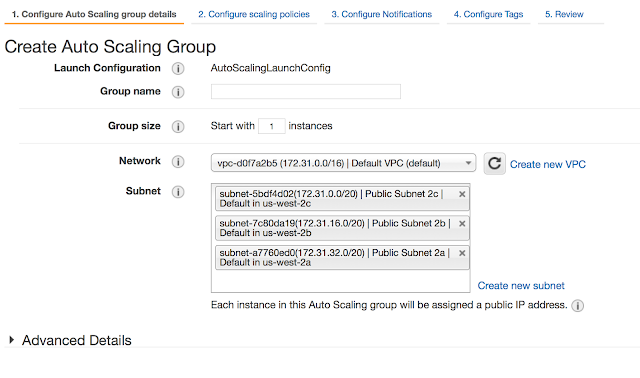 1. Configure Auto Scaling group details 2. Configure scaling policies 3. Configure Notifications 4. Configure Tags 5. Review
Create Auto Scaling Group
Launch Configuration i AutoScalingLaunchConfig
Group name i
Group size i Start with 1 instances
Network i vpc-d0f7a2b5 (172.31.0.0/16) | Default VPC (default) Create new VPC
Subnet i
subnet-5bdf4d02(172.31.0.0/20) | Public Subnet 2c | ×
Default in us-west-2c
subnet-7c80da19(172.31.16.0/20) | Public Subnet 2b | ×
Default in us-west-2b
subnet-a7760ed0(172.31.32.0/20) | Public Subnet 2a | ×
Default in us-west-2a
Create new subnet
Each instance in this Auto Scaling group will be assigned a public IP address. i
Advanced Details